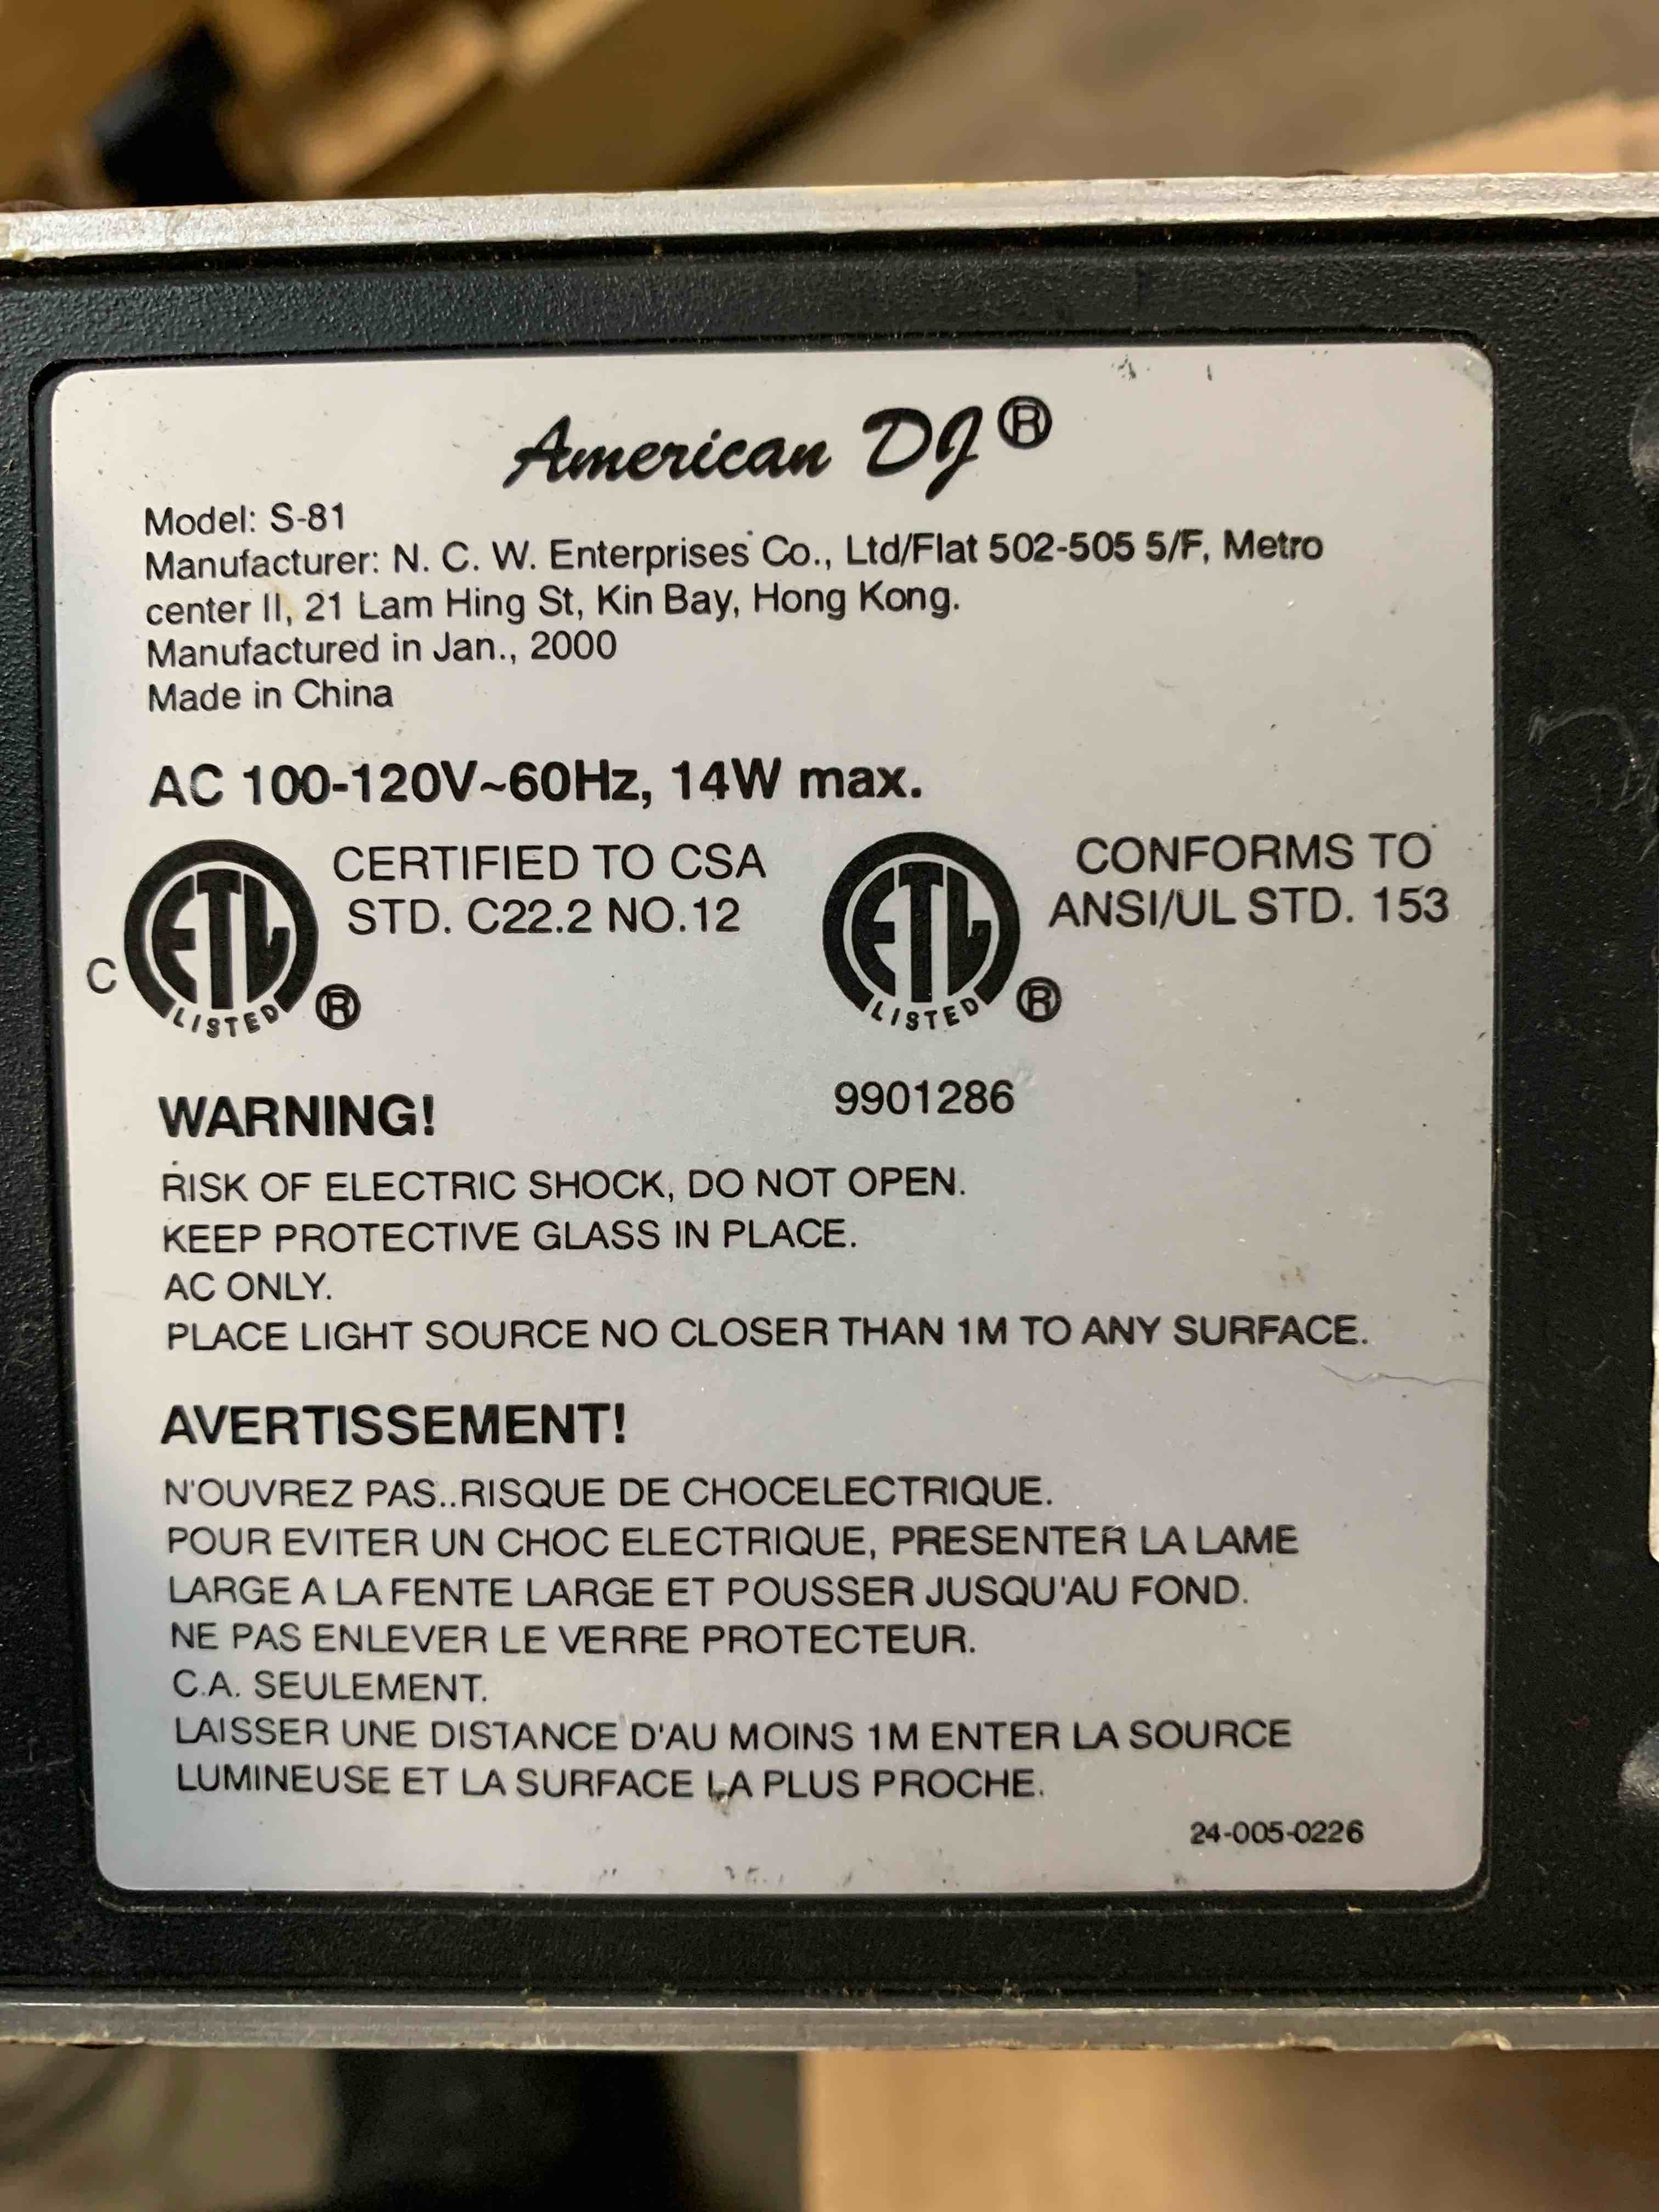 American DJ®
Model: S-81
Manufacturer: N. C. W. Enterprises Co., Ltd/Flat 502-505 5/F, Metro
center II, 21 Lam Hing St, Kin Bay, Hong Kong.
Manufactured in Jan., 2000
Made in China
AC 100-120V~60Hz, 14W max.
C ETL LISTED ®
CERTIFIED TO CSA
STD. C22.2 NO.12
ETL LISTED ®
CONFORMS TO
ANSI/UL STD. 153
9901286
WARNING!
RISK OF ELECTRIC SHOCK, DO NOT OPEN.
KEEP PROTECTIVE GLASS IN PLACE.
AC ONLY.
PLACE LIGHT SOURCE NO CLOSER THAN 1M TO ANY SURFACE.
AVERTISSEMENT!
N'OUVREZ PAS..RISQUE DE CHOCELECTRIQUE.
POUR EVITER UN CHOC ELECTRIQUE, PRESENTER LA LAME
LARGE A LA FENTE LARGE ET POUSSER JUSQU'AU FOND.
NE PAS ENLEVER LE VERRE PROTECTEUR.
C.A. SEULEMENT.
LAISSER UNE DISTANCE D'AU MOINS 1M ENTER LA SOURCE
LUMINEUSE ET LA SURFACE LA PLUS PROCHE.
24-005-0226